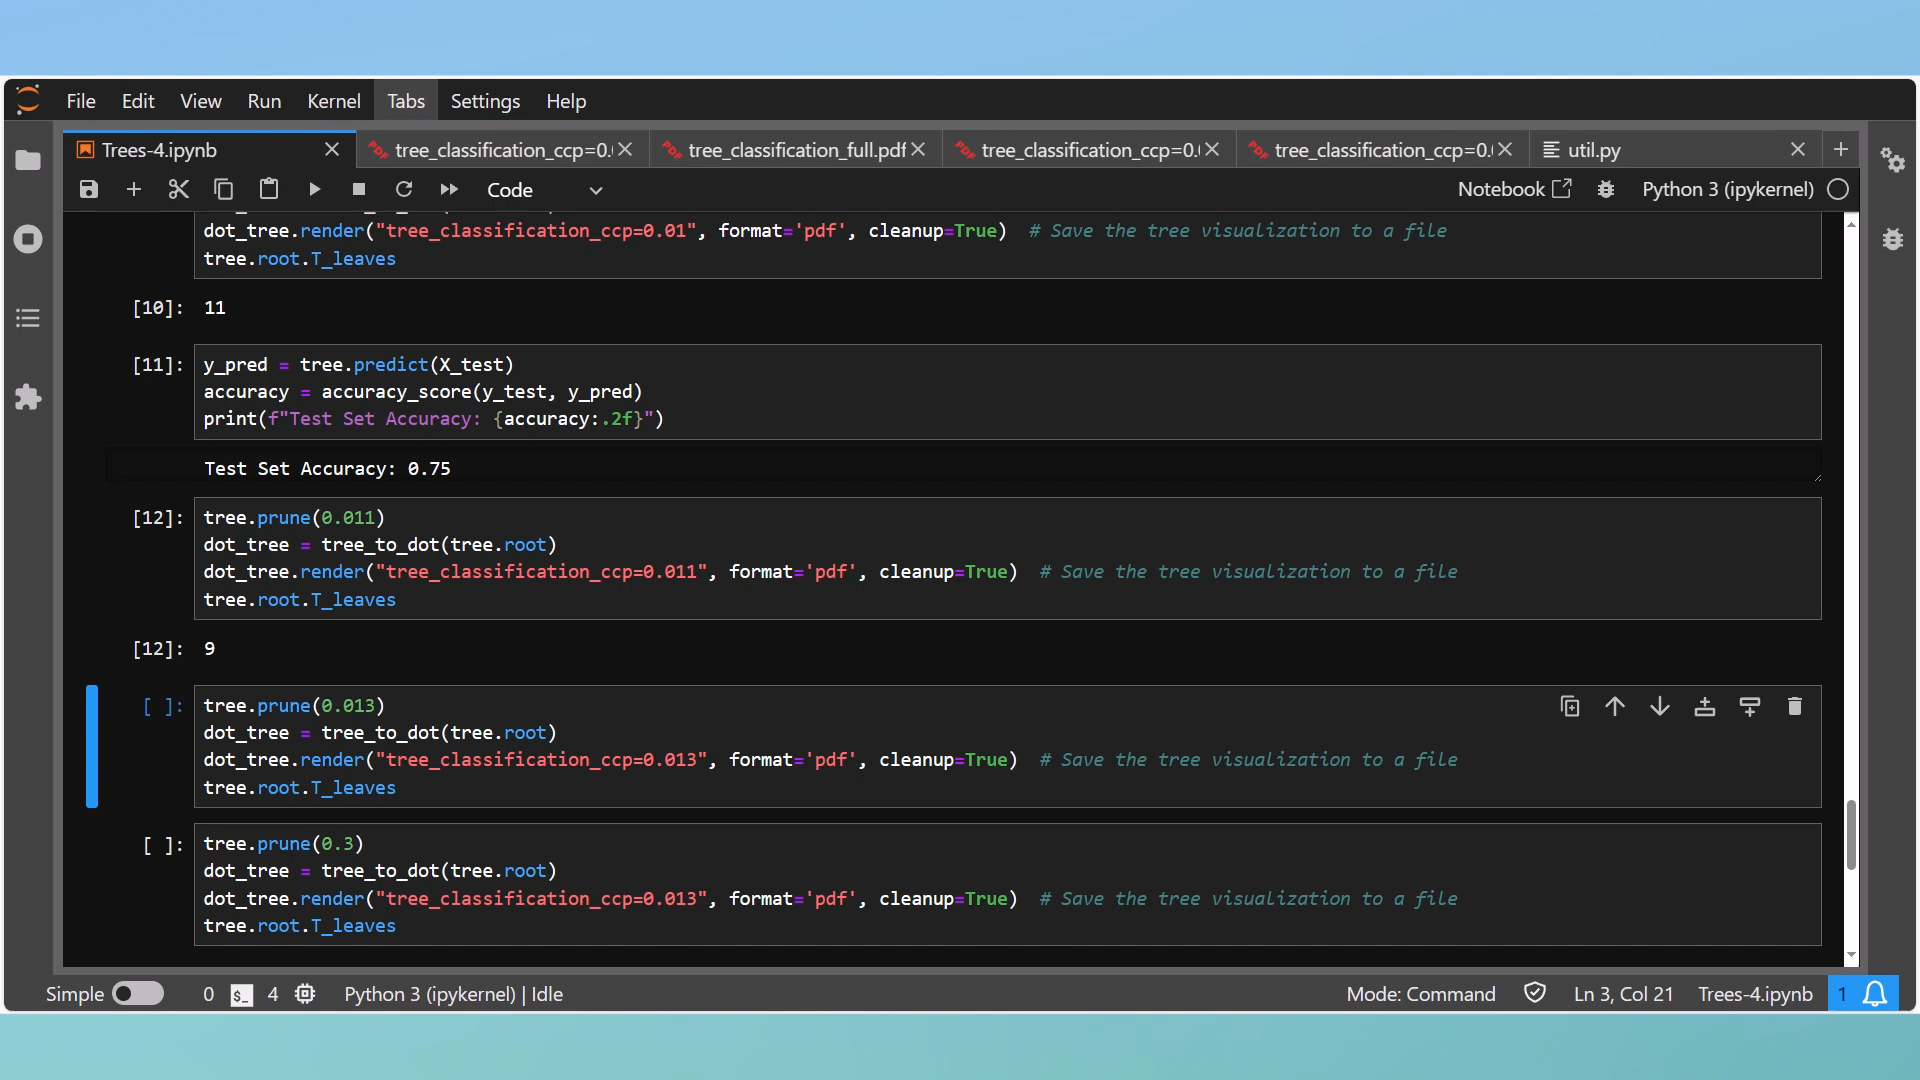 File Edit View Run Kernel Tabs Settings Help
Trees-4.ipynb tree_classification_ccp=0. tree_classification_full.pdf tree_classification_ccp=0. tree_classification_ccp=0. util.py
Code Notebook Python 3 (ipykernel)
dot_tree.render("tree_classification_ccp=0.01", format='pdf', cleanup=True)  # Save the tree visualization to a file
tree.root.T_leaves
[10]: 11
[11]: y_pred = tree.predict(X_test)
accuracy = accuracy_score(y_test, y_pred)
print(f"Test Set Accuracy: {accuracy:.2f}")
Test Set Accuracy: 0.75
[12]: tree.prune(0.011)
dot_tree = tree_to_dot(tree.root)
dot_tree.render("tree_classification_ccp=0.011", format='pdf', cleanup=True)  # Save the tree visualization to a file
tree.root.T_leaves
[12]: 9
[ ]: tree.prune(0.013)
dot_tree = tree_to_dot(tree.root)
dot_tree.render("tree_classification_ccp=0.013", format='pdf', cleanup=True)  # Save the tree visualization to a file
tree.root.T_leaves
[ ]: tree.prune(0.3)
dot_tree = tree_to_dot(tree.root)
dot_tree.render("tree_classification_ccp=0.013", format='pdf', cleanup=True)  # Save the tree visualization to a file
tree.root.T_leaves
Simple 0 $_ 4 Python 3 (ipykernel) | Idle Mode: Command Ln 3, Col 21 Trees-4.ipynb 1